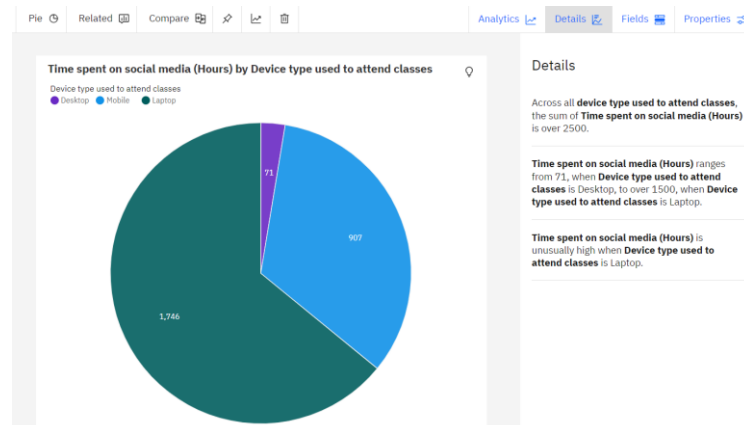 Pie Related Compare Analytics Details Fields Properties
Time spent on social media (Hours) by Device type used to attend classes
Device type used to attend classes
Desktop Mobile Laptop
71
907
1,746
Details
Across all device type used to attend classes,
the sum of Time spent on social media (Hours)
is over 2500.
Time spent on social media (Hours) ranges
from 71, when Device type used to attend
classes is Desktop, to over 1500, when Device
type used to attend classes is Laptop.
Time spent on social media (Hours) is
unusually high when Device type used to
attend classes is Laptop.